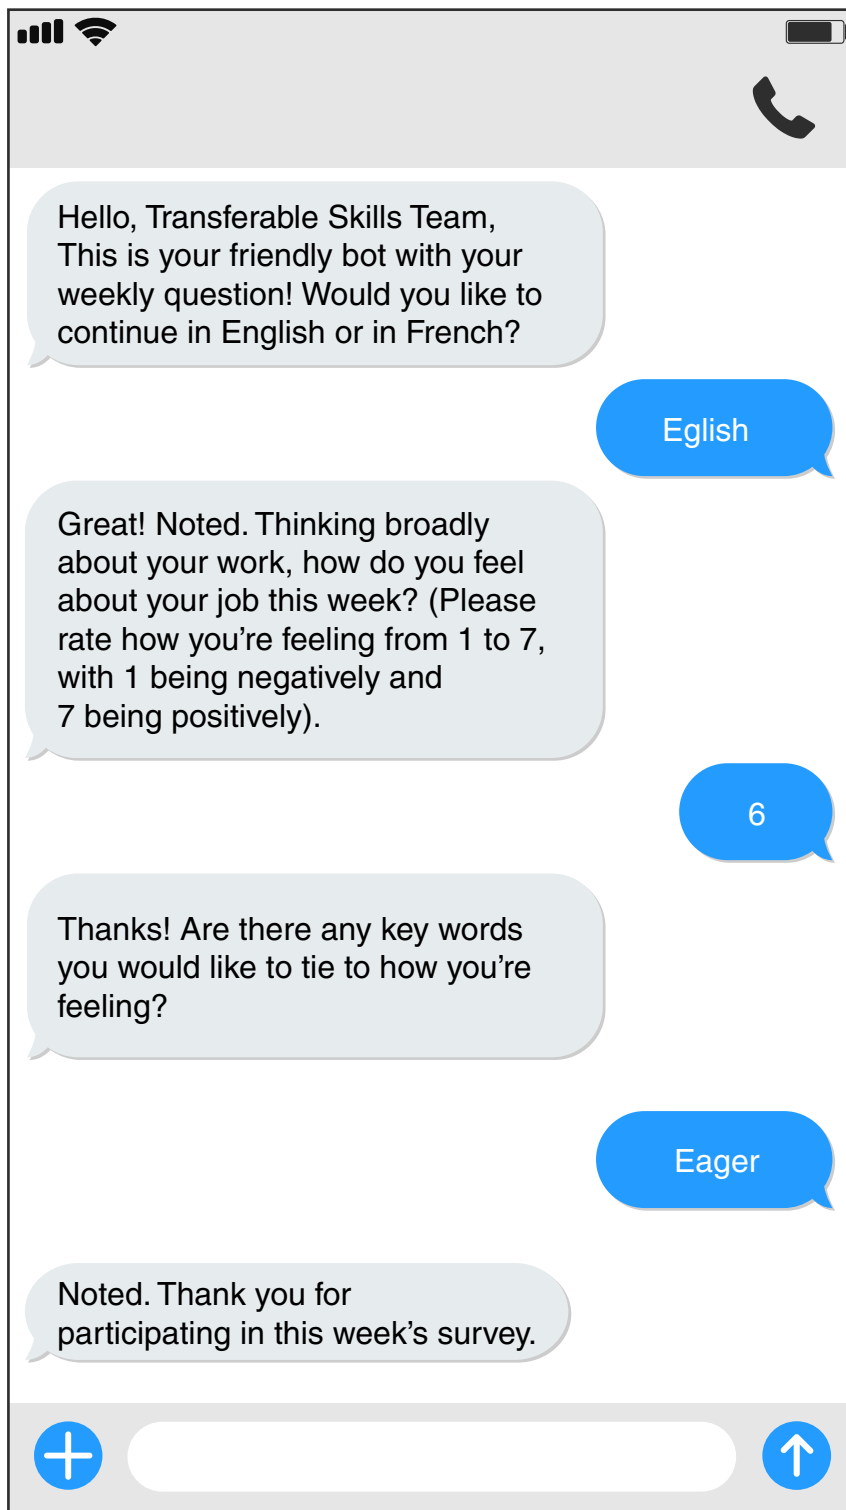 Hello, Transferable Skills Team,
This is your friendly bot with your
weekly question! Would you like to
continue in English or in French?
Eglish
Great! Noted. Thinking broadly
about your work, how do you feel
about your job this week? (Please
rate how you’re feeling from 1 to 7,
with 1 being negatively and
7 being positively).
6
Thanks! Are there any key words
you would like to tie to how you’re
feeling?
Eager
Noted. Thank you for
participating in this week’s survey.